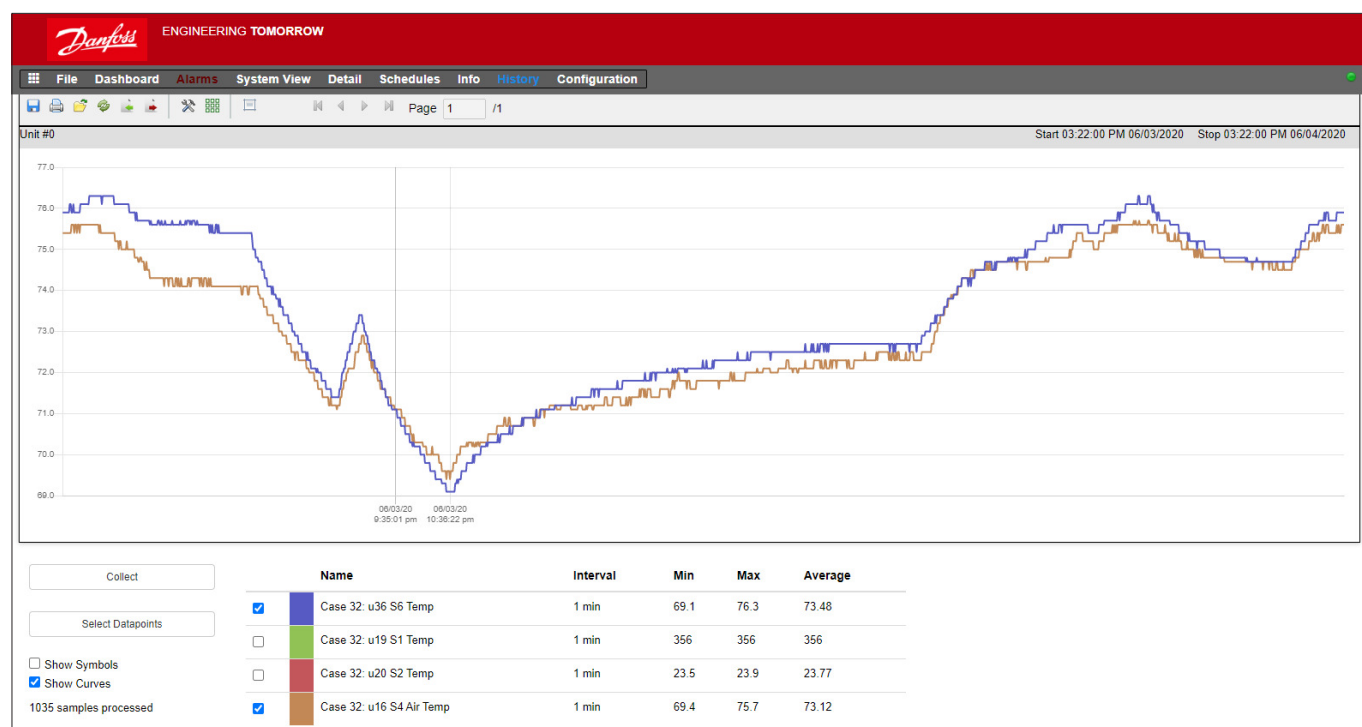 Danfoss ENGINEERING TOMORROW
File Dashboard Alarms System View Detail Schedules Info History Configuration
Page 1 /1
Unit #0 Start 03:22:00 PM 06/03/2020 Stop 03:22:00 PM 06/04/2020
77.0
76.0
75.0
74.0
73.0
72.0
71.0
70.0
69.0
06/03/20 06/03/20
9:35:01 pm 10:36:22 pm
Collect
Select Datapoints
Show Symbols
Show Curves
1035 samples processed
Name Interval Min Max Average
Case 32: u36 S6 Temp 1 min 69.1 76.3 73.48
Case 32: u19 S1 Temp 1 min 356 356 356
Case 32: u20 S2 Temp 1 min 23.5 23.9 23.77
Case 32: u16 S4 Air Temp 1 min 69.4 75.7 73.12